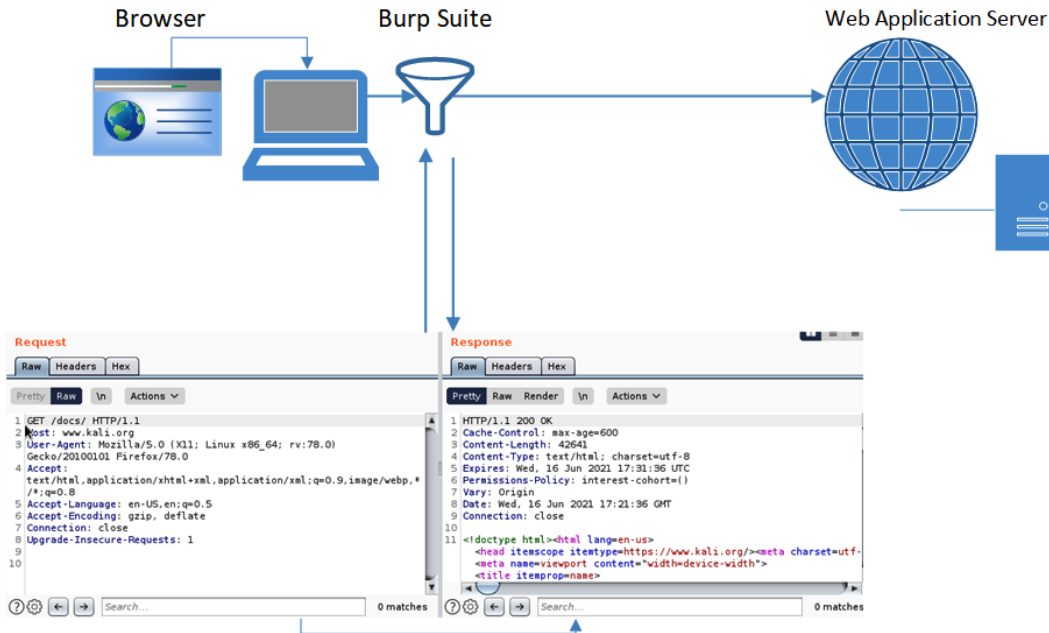 Browser
Burp Suite
Web Application Server
Request
Raw Headers Hex
Pretty Raw \n Actions
1 GET /docs/ HTTP/1.1
2 Host: www.kali.org
3 User-Agent: Mozilla/5.0 (X11; Linux x86_64; rv:78.0)
Gecko/20100101 Firefox/78.0
4 Accept:
text/html,application/xhtml+xml,application/xml;q=0.9,image/webp,*
/*;q=0.8
5 Accept-Language: en-US,en;q=0.5
6 Accept-Encoding: gzip, deflate
7 Connection: close
8 Upgrade-Insecure-Requests: 1
9
10
Search...
0 matches
Response
Raw Headers Hex
Pretty Raw Render \n Actions
1 HTTP/1.1 200 OK
2 Cache-Control: max-age=600
3 Content-Length: 42641
4 Content-Type: text/html; charset=utf-8
5 Expires: Wed, 16 Jun 2021 17:31:36 UTC
6 Permissions-Policy: interest-cohort=()
7 Vary: Origin
8 Date: Wed, 16 Jun 2021 17:21:36 GMT
9 Connection: close
10
11 <!doctype html><html lang=en-us>
<head itemscope itemtype=https://www.kali.org/><meta charset=utf-
<meta name=viewport content="width=device-width">
<title itemprop=name>
Search...
0 matches